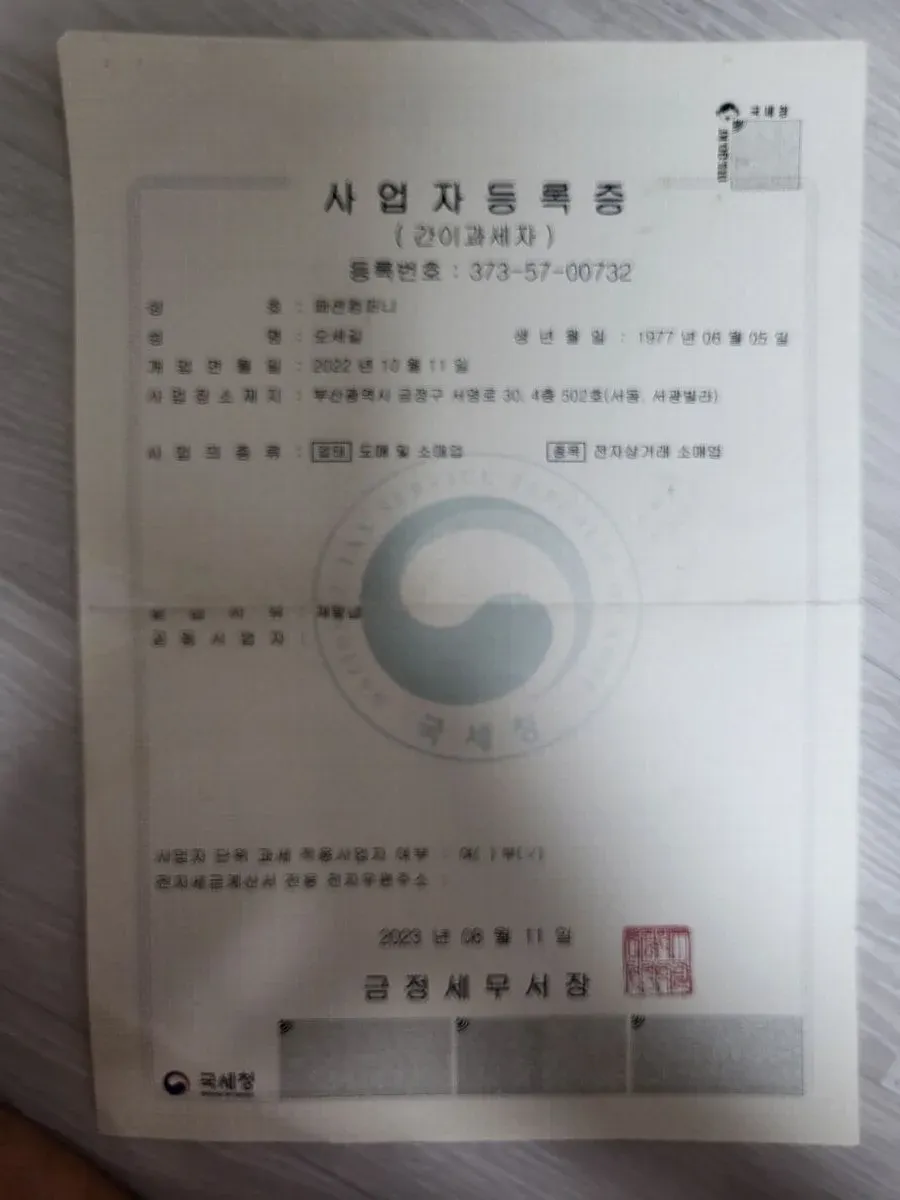 국세청
사업자등록증
( 간이과세자 )
등록번호 : 373-57-00732
상 호 :
성 명 : 오세길 생년월일 : 1977 년 06 월 05 일
개업연월일 : 2022 년 10 월 11 일
사업장소재지 : 부산광역시 금정구 서명로 30, 4층 502호(서동, 서광빌라)
사업의종류 : 업태 도매 및 소매업 종목 전자상거래 소매업
발급사유 : 재발급
공동사업자 :
국세청
사업자 단위 과세 적용사업자 여부 : 여( ) 부(√)
전자세금계산서 전용 전자우편주소 :
2023 년 08 월 11 일
금정세무서장
국세청